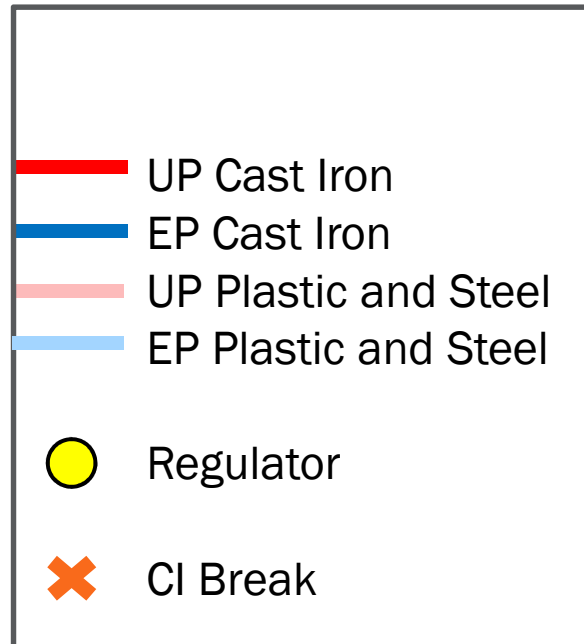 UP Cast Iron
EP Cast Iron
UP Plastic and Steel
EP Plastic and Steel
Regulator
CI Break